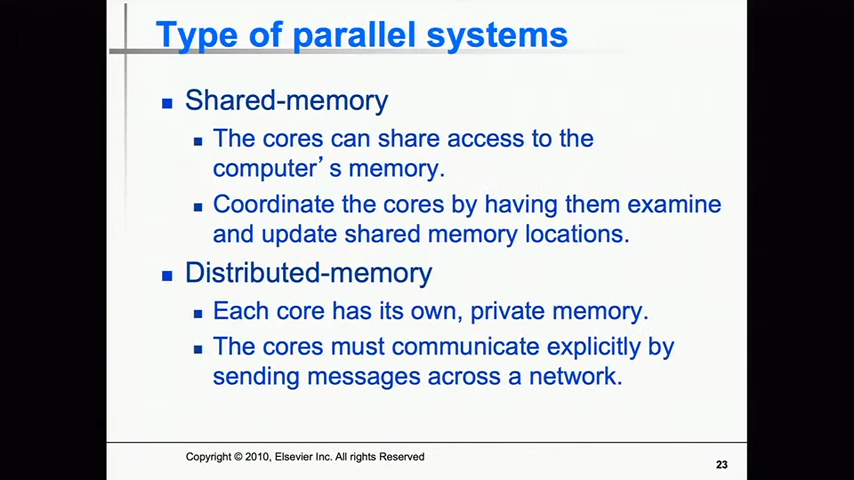 Type of parallel systems
Shared-memory
The cores can share access to the
computer’s memory.
Coordinate the cores by having them examine
and update shared memory locations.
Distributed-memory
Each core has its own, private memory.
The cores must communicate explicitly by
sending messages across a network.
Copyright © 2010, Elsevier Inc. All rights Reserved
23